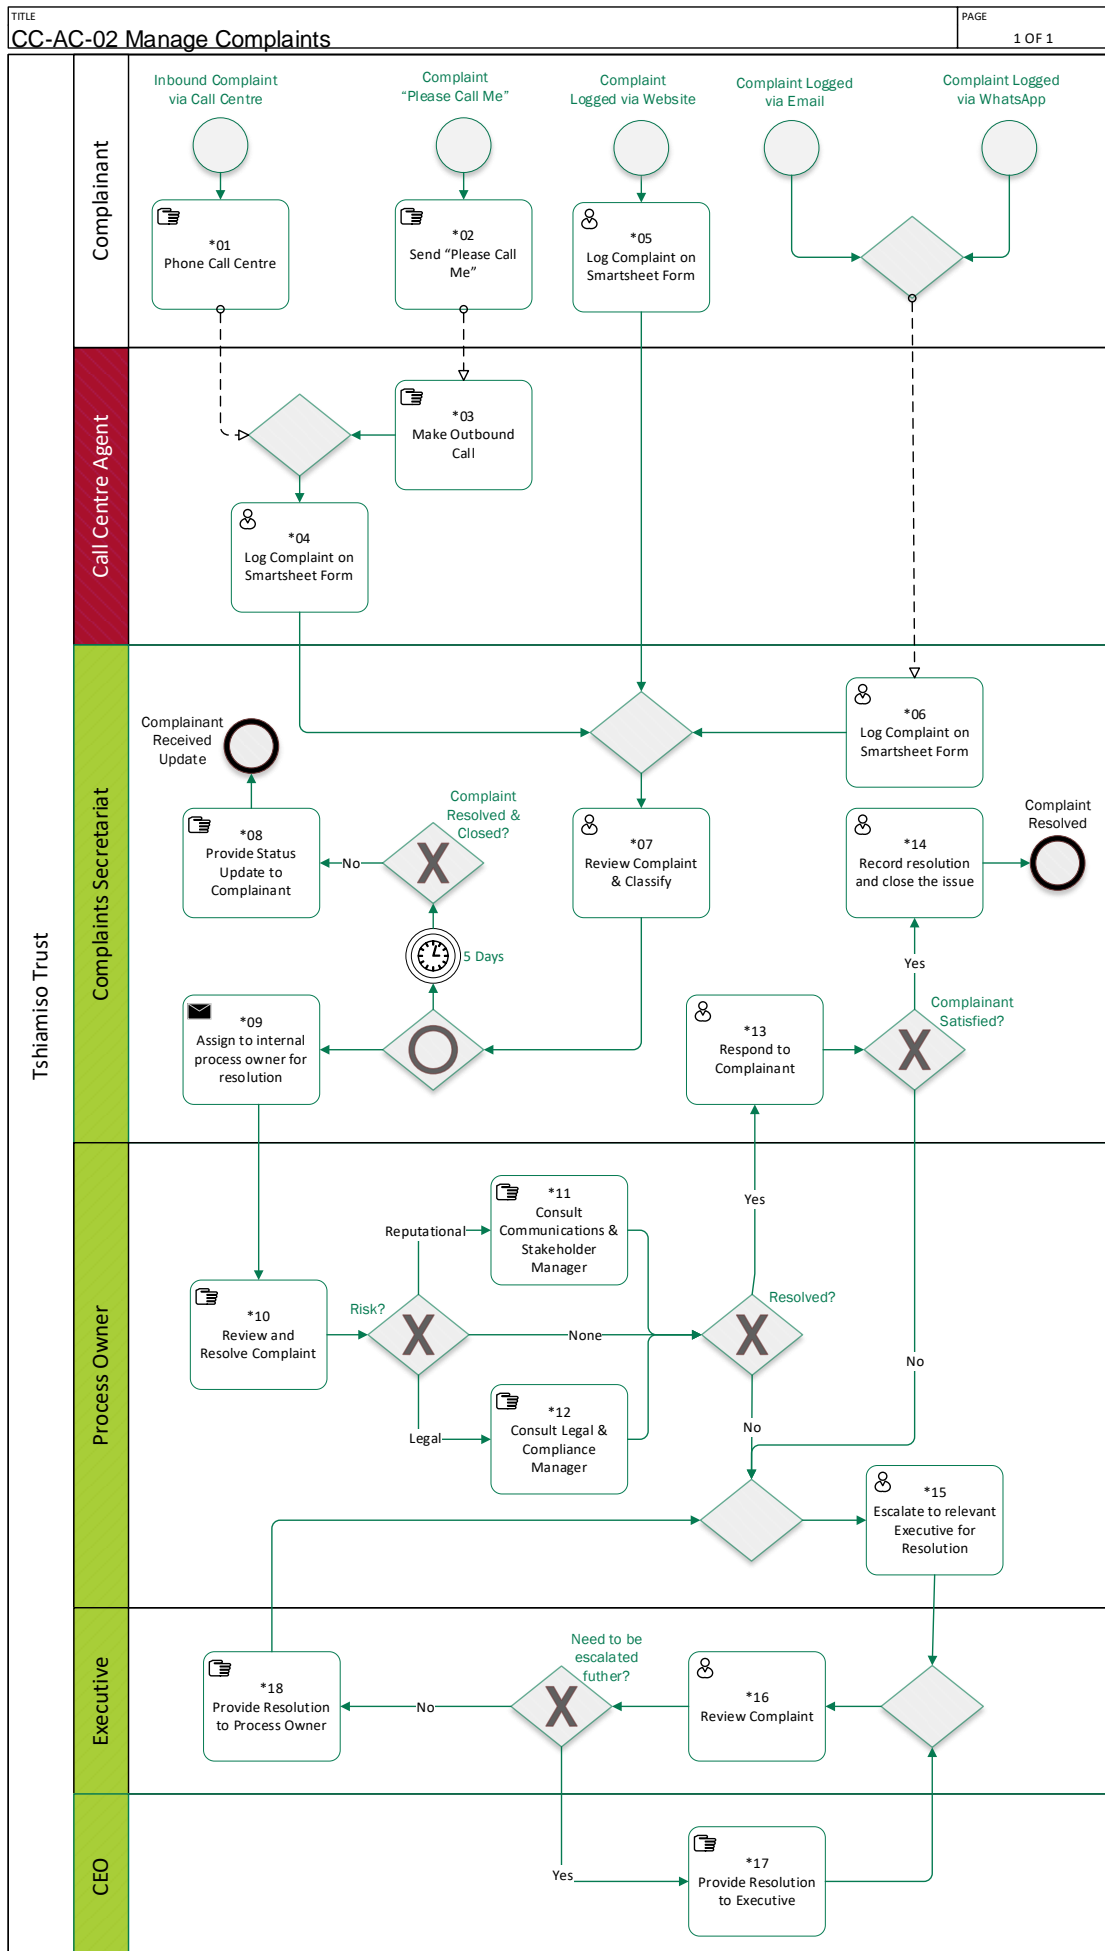 TITLE
CC-AC-02 Manage Complaints
PAGE
1 OF 1
Tshiamiso Trust
Complainant
Inbound Complaint
via Call Centre
Complaint
“Please Call Me”
Complaint
Logged via Website
Complaint Logged
via Email
Complaint Logged
via WhatsApp
*01
Phone Call Centre
*02
Send “Please Call
Me”
*05
Log Complaint on
Smartsheet Form
Call Centre Agent
*03
Make Outbound
Call
*04
Log Complaint on
Smartsheet Form
Complaints Secretariat
*06
Log Complaint on
Smartsheet Form
Complainant
Received
Update
Complaint
Resolved &
Closed?
*08
Provide Status
Update to
Complainant
No
X
*07
Review Complaint
& Classify
*14
Record resolution
and close the issue
Complaint
Resolved
5 Days
Yes
*09
Assign to internal
process owner for
resolution
*13
Respond to
Complainant
Complainant
Satisfied?
X
Process Owner
*11
Consult
Communications &
Stakeholder
Manager
Reputational
Yes
*10
Review and
Resolve Complaint
Risk?
X
None
Resolved?
X
No
*12
Consult Legal &
Compliance
Manager
Legal
No
*15
Escalate to relevant
Executive for
Resolution
Executive
Need to be
escalated
futher?
*18
Provide Resolution
to Process Owner
No
X
*16
Review Complaint
CEO
Yes
*17
Provide Resolution
to Executive